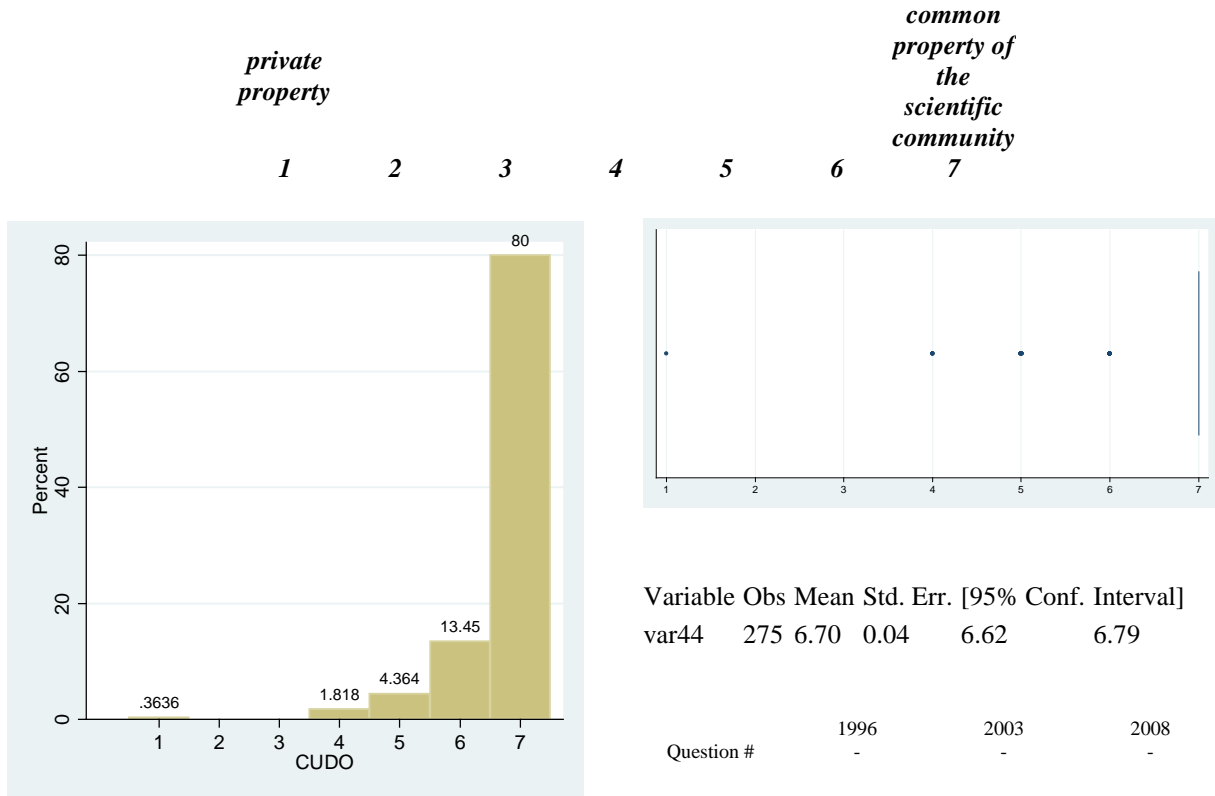 common
property of
the
scientific
community
private
property
1 2 3 4 5 6 7
80
13.45
4.364
1.818
.3636
Percent
0 20 40 60 80
1 2 3 4 5 6 7
CUDO
1 2 3 4 5 6 7
Variable Obs Mean Std. Err. [95% Conf. Interval]
var44 275 6.70 0.04 6.62 6.79
1996 2003 2008
Question # - - -